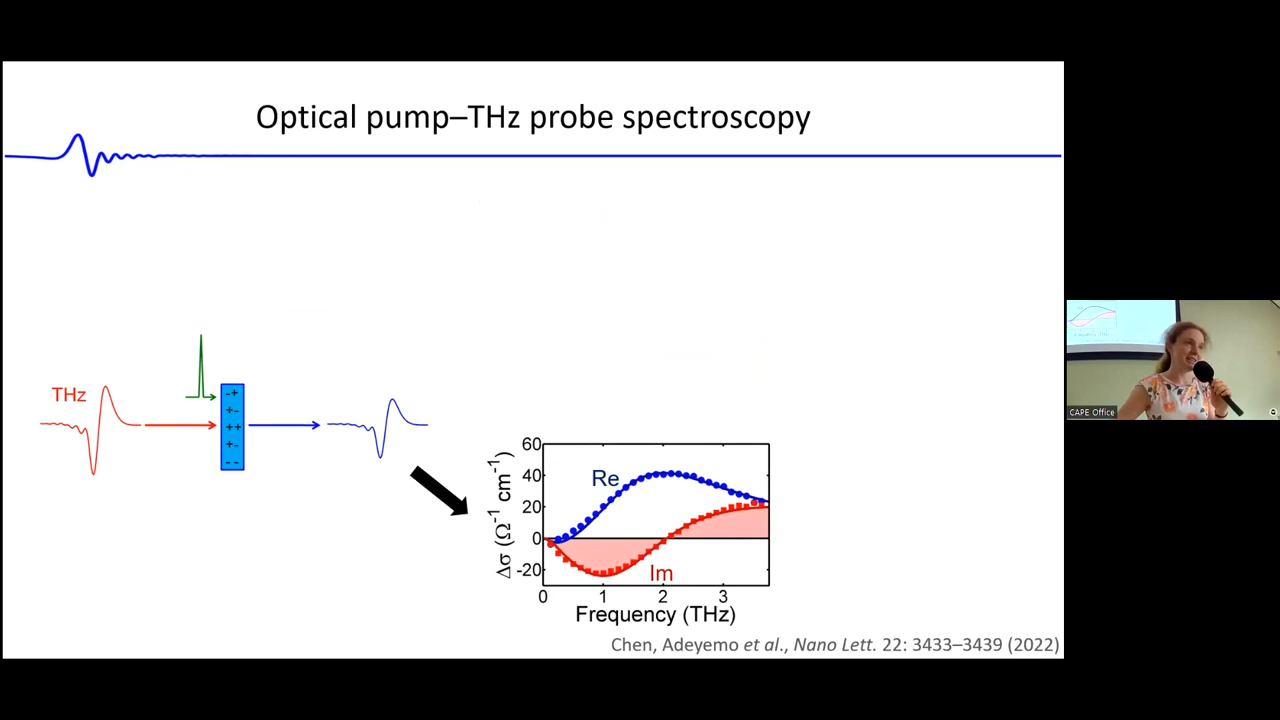 Optical pump–THz probe spectroscopy
THz
-+
+-
++
+-
--
60
40
20
0
-20
Δσ (Ω⁻¹ cm⁻¹)
Re
Im
0 1 2 3
Frequency (THz)
Chen, Adeyemo et al., Nano Lett. 22: 3433–3439 (2022)
CAPE Office